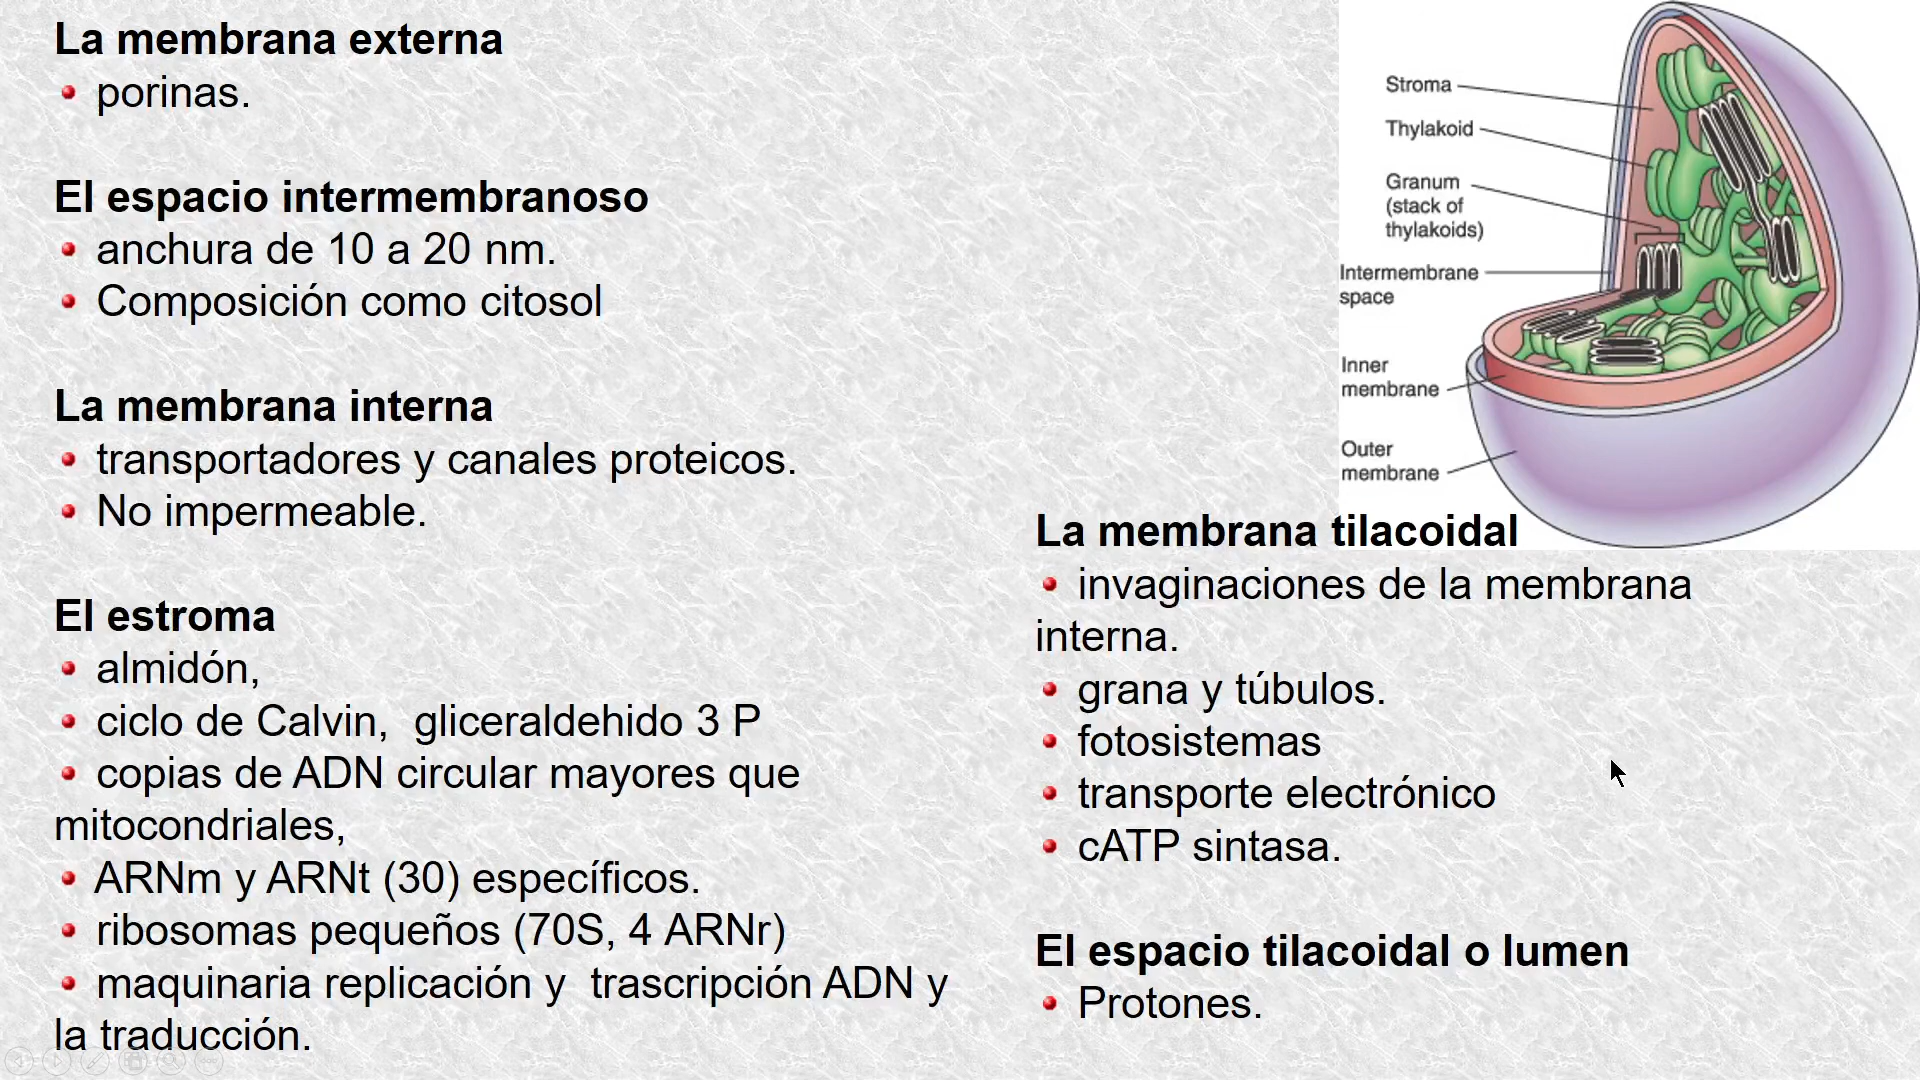 La membrana externa
porinas.
El espacio intermembranoso
anchura de 10 a 20 nm.
Composición como citosol
La membrana interna
transportadores y canales proteicos.
No impermeable.
El estroma
almidón,
ciclo de Calvin,  gliceraldehido 3 P
copias de ADN circular mayores que
mitocondriales,
ARNm y ARNt (30) específicos.
ribosomas pequeños (70S, 4 ARNr)
maquinaria replicación y  trascripción ADN y
la traducción.
Stroma
Thylakoid
Granum
(stack of
thylakoids)
Intermembrane
space
Inner
membrane
Outer
membrane
La membrana tilacoidal
invaginaciones de la membrana
interna.
grana y túbulos.
fotosistemas
transporte electrónico
cATP sintasa.
El espacio tilacoidal o lumen
Protones.